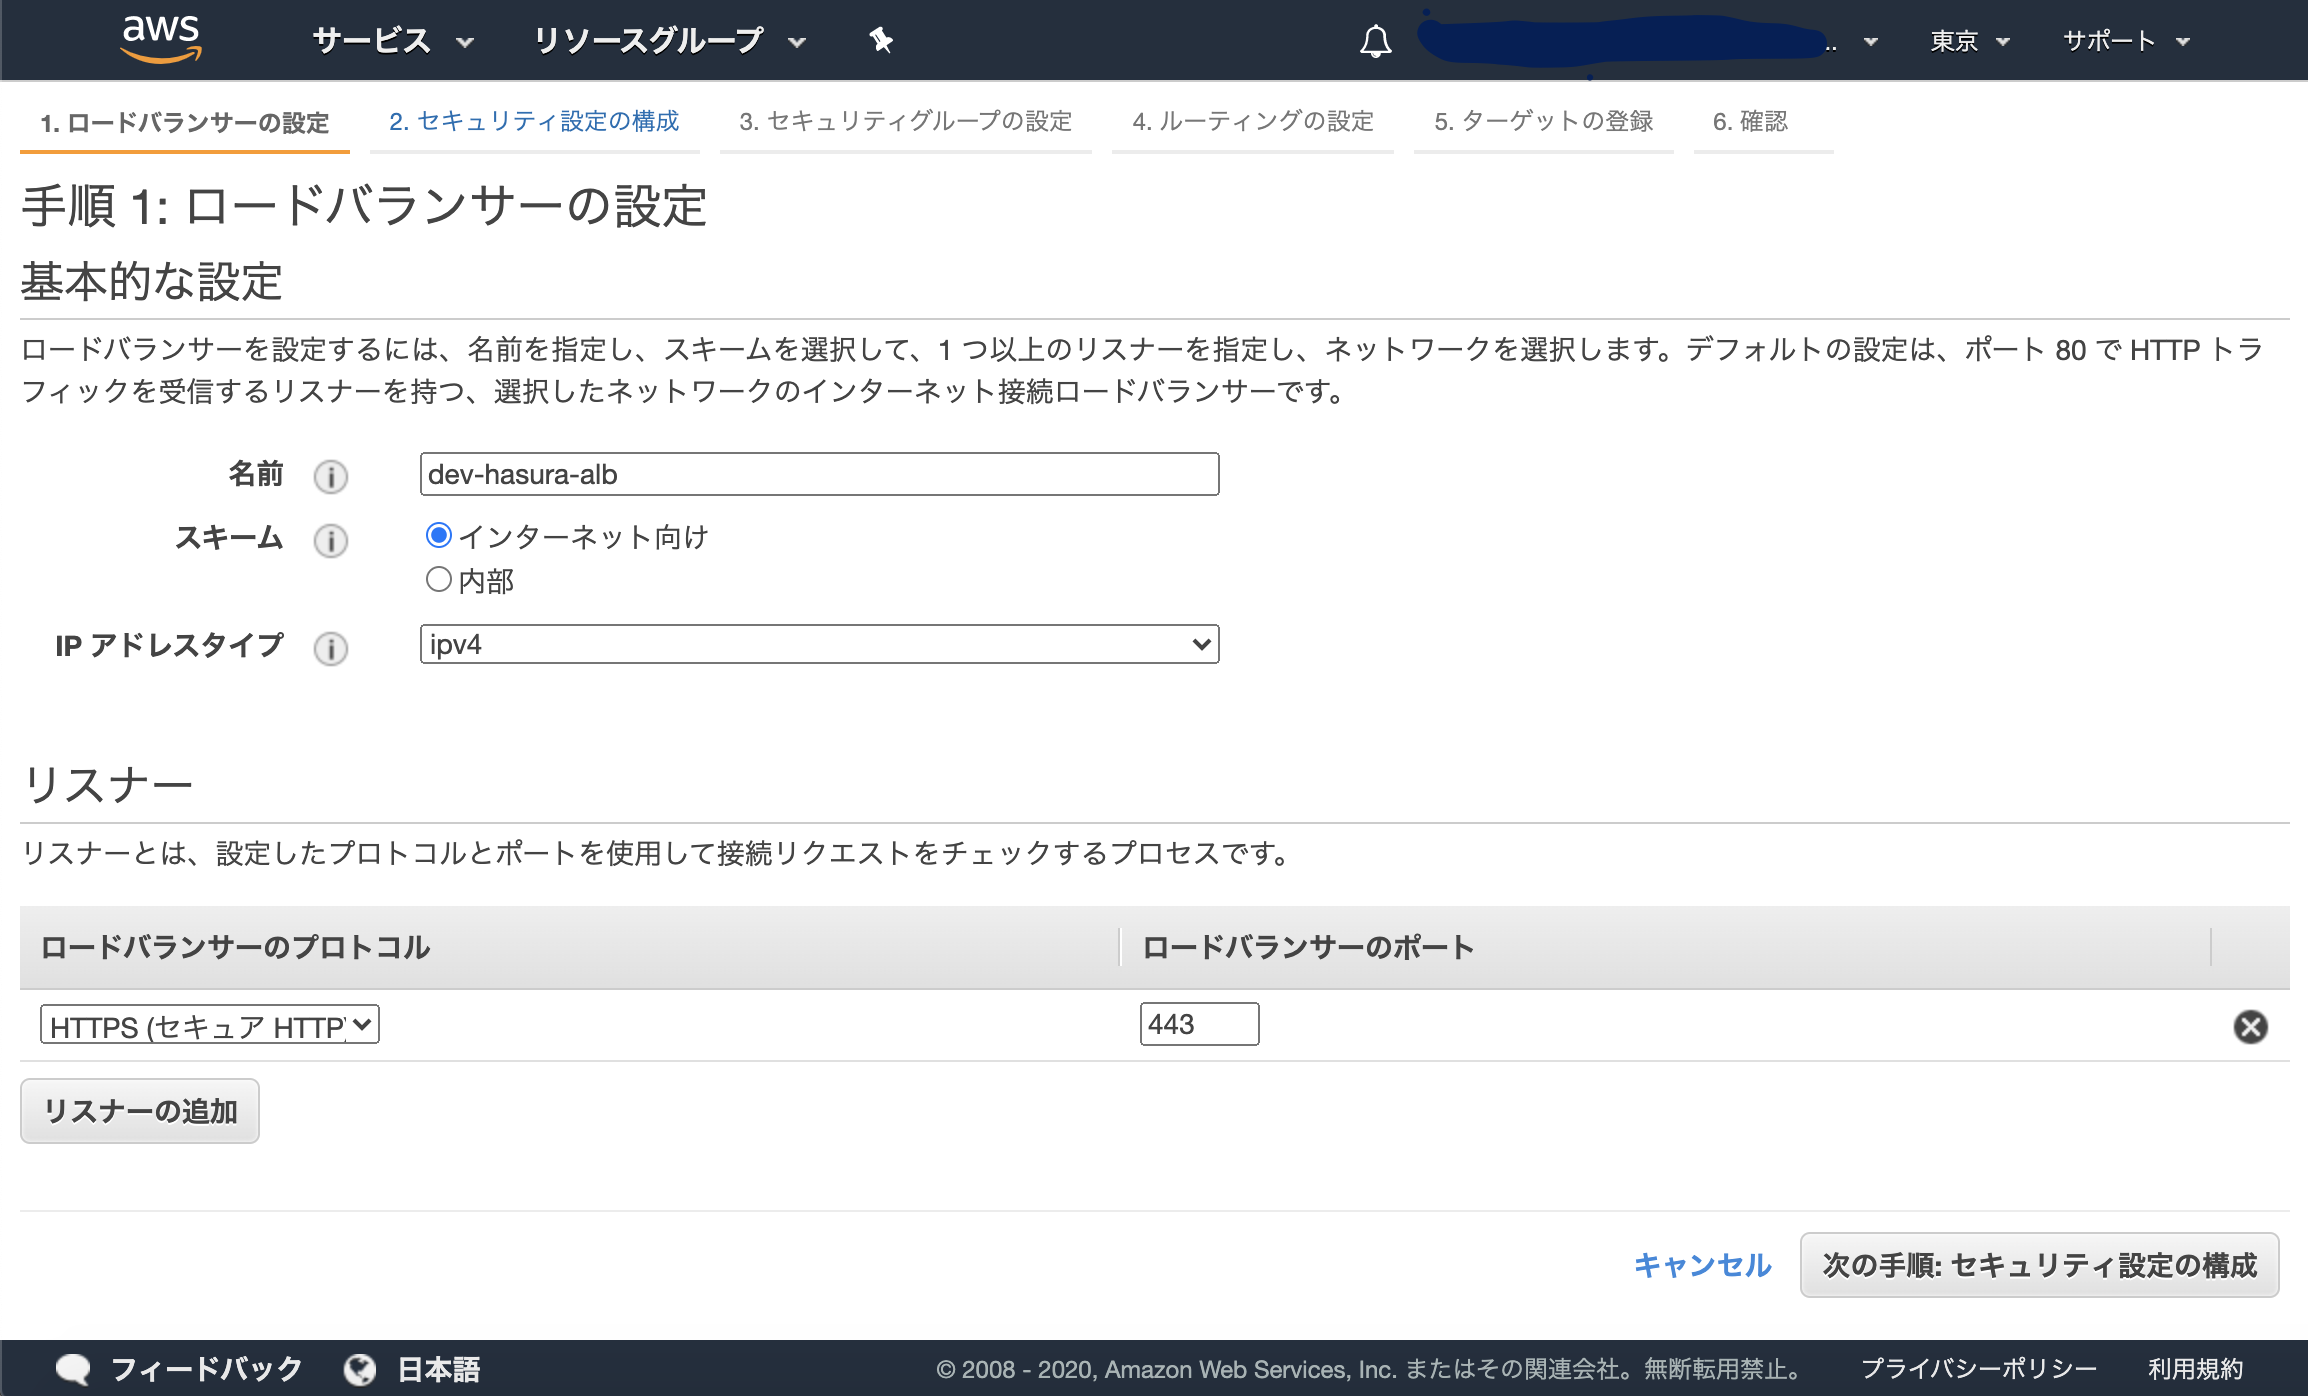 aws サービス リソースグループ .. 東京 サポート
1. ロードバランサーの設定 2. セキュリティ設定の構成 3. セキュリティグループの設定 4. ルーティングの設定 5. ターゲットの登録 6. 確認
手順 1: ロードバランサーの設定
基本的な設定
ロードバランサーを設定するには、名前を指定し、スキームを選択して、1 つ以上のリスナーを指定し、ネットワークを選択します。デフォルトの設定は、ポート 80 で HTTP トラ
フィックを受信するリスナーを持つ、選択したネットワークのインターネット接続ロードバランサーです。
名前 dev-hasura-alb
スキーム インターネット向け
内部
IP アドレスタイプ ipv4
リスナー
リスナーとは、設定したプロトコルとポートを使用して接続リクエストをチェックするプロセスです。
ロードバランサーのプロトコル ロードバランサーのポート
HTTPS (セキュア HTTP) 443
リスナーの追加
キャンセル 次の手順: セキュリティ設定の構成
フィードバック 日本語 © 2008 - 2020, Amazon Web Services, Inc. またはその関連会社。無断転用禁止。 プライバシーポリシー 利用規約